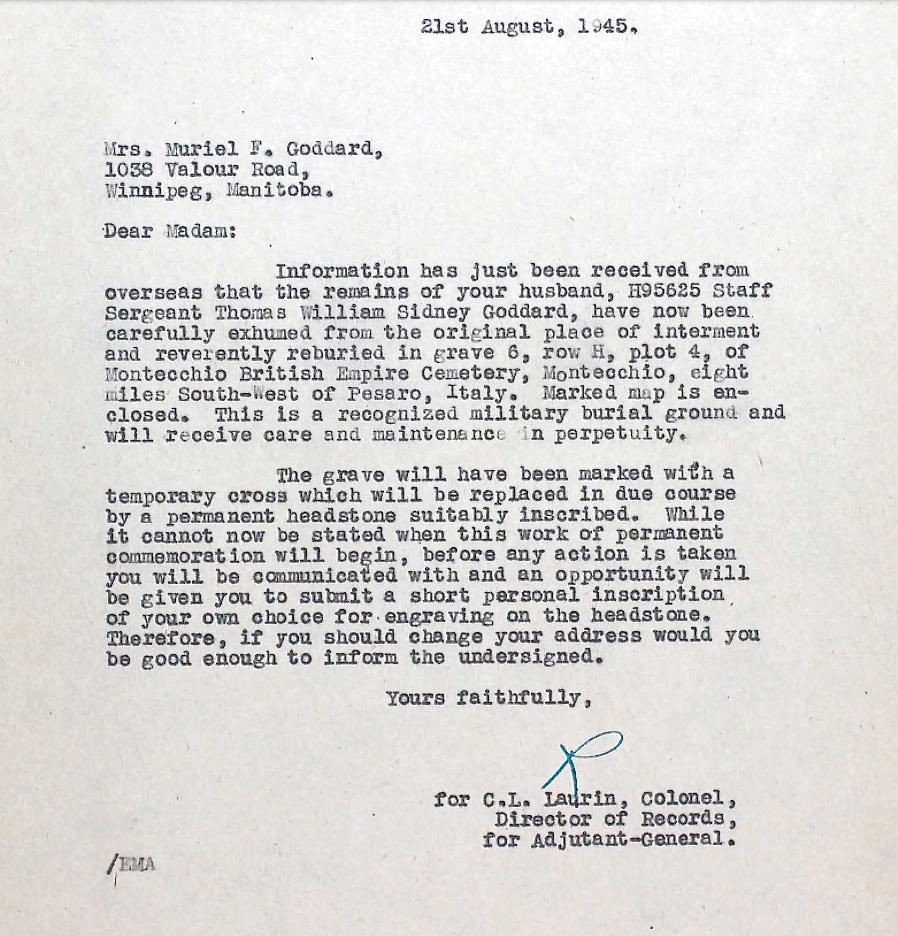 21st August, 1945.
Mrs. Muriel F. Goddard,
1038 Valour Road,
Winnipeg, Manitoba.
Dear Madam:
Information has just been received from
overseas that the remains of your husband, H95625 Staff
Sergeant Thomas William Sidney Goddard, have now been
carefully exhumed from the original place of interment
and reverently reburied in grave 6, row H, plot 4, of
Montecchio British Empire Cemetery, Montecchio, eight
miles South-West of Pesaro, Italy. Marked map is en-
closed. This is a recognized military burial ground and
will receive care and maintenance in perpetuity.
The grave will have been marked with a
temporary cross which will be replaced in due course
by a permanent headstone suitably inscribed. While
it cannot now be stated when this work of permanent
commemoration will begin, before any action is taken
you will be communicated with and an opportunity will
be given you to submit a short personal inscription
of your own choice for engraving on the headstone.
Therefore, if you should change your address would you
be good enough to inform the undersigned.
Yours faithfully,
for C.L. Laurin, Colonel,
Director of Records,
for Adjutant-General.
/EMA